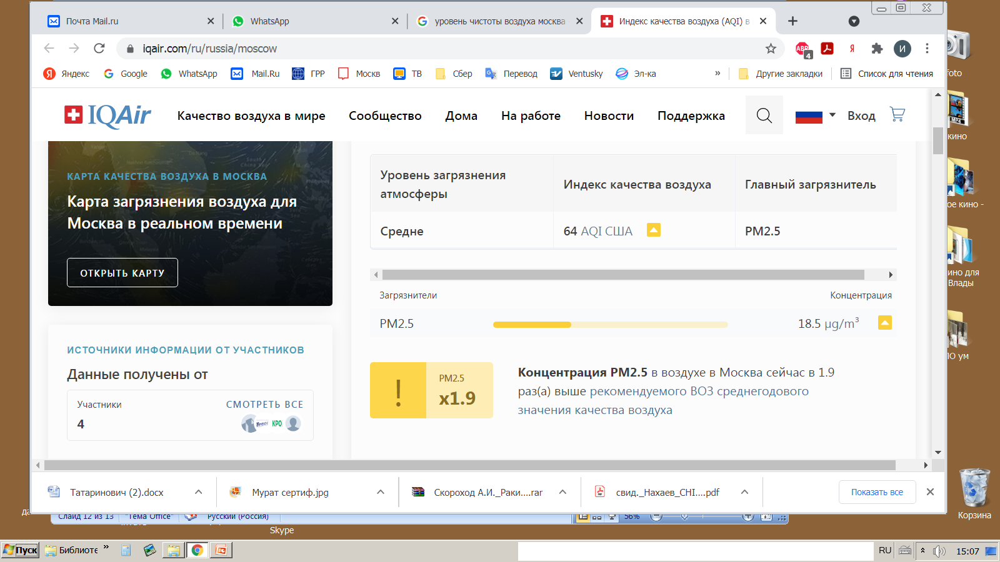 Почта Mail.ru
WhatsApp
уровень чистоты воздуха москва
Индекс качества воздуха (AQI) в
iqair.com/ru/russia/moscow
ABP
4
Я
И
Я Яндекс
Google
WhatsApp
Mail.Ru
ГРР
Москв
ТВ
Сбер
Перевод
Ventusky
Эл-ка
»
Другие закладки
Список для чтения
IQAir
Качество воздуха в мире
Сообщество
Дома
На работе
Новости
Поддержка
Вход
КАРТА КАЧЕСТВА ВОЗДУХА В МОСКВА
Карта загрязнения воздуха для
Москва в реальном времени
ОТКРЫТЬ КАРТУ
ИСТОЧНИКИ ИНФОРМАЦИИ ОТ УЧАСТНИКОВ
Данные получены от
Участники
СМОТРЕТЬ ВСЕ
4
КРО
Уровень загрязнения
атмосферы
Индекс качества воздуха
Главный загрязнитель
Средне
64 AQI США
PM2.5
Загрязнители
Концентрация
PM2.5
18.5 µg/m³
!
PM2.5
x1.9
Концентрация PM2.5 в воздухе в Москва сейчас в 1.9
раз(а) выше рекомендуемого ВОЗ среднегодового
значения качества воздуха
Татаринович (2).docx
Мурат сертиф.jpg
Скороход А.И._Раки....rar
свид._Нахаев_CHI....pdf
Показать все
foto
MP4
кино
ое кино -
ино для
Влады
Ю ум
Корзина
Слайд 12 из 13
"Тема Office"
Русский (Россия)
56%
Skype
Пуск
Библиоте
»
RU
15:07